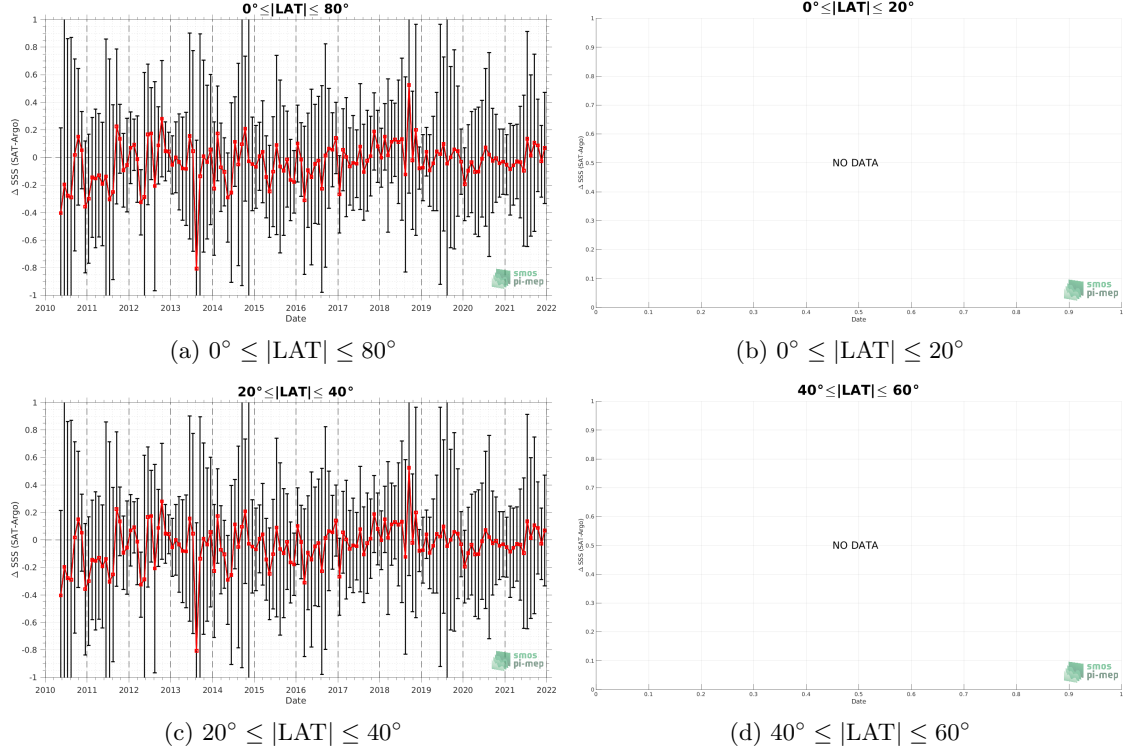 0°≤|LAT|≤ 80°
1
0.8
0.6
0.4
0.2
0
-0.2
-0.4
-0.6
-0.8
-1
Δ SSS (SAT-Argo)
2010 2011 2012 2013 2014 2015 2016 2017 2018 2019 2020 2021 2022
Date
smos
pi-mep
(a) 0° ≤ |LAT| ≤ 80°
0°≤|LAT|≤ 20°
1
0.9
0.8
0.7
0.6
0.5
0.4
0.3
0.2
0.1
0
Δ SSS (SAT-Argo)
NO DATA
0 0.1 0.2 0.3 0.4 0.5 0.6 0.7 0.8 0.9 1
Date
smos
pi-mep
(b) 0° ≤ |LAT| ≤ 20°
20°≤|LAT|≤ 40°
1
0.8
0.6
0.4
0.2
0
-0.2
-0.4
-0.6
-0.8
-1
Δ SSS (SAT-Argo)
2010 2011 2012 2013 2014 2015 2016 2017 2018 2019 2020 2021 2022
Date
smos
pi-mep
(c) 20° ≤ |LAT| ≤ 40°
40°≤|LAT|≤ 60°
1
0.9
0.8
0.7
0.6
0.5
0.4
0.3
0.2
0.1
0
Δ SSS (SAT-Argo)
NO DATA
0 0.1 0.2 0.3 0.4 0.5 0.6 0.7 0.8 0.9 1
Date
smos
pi-mep
(d) 40° ≤ |LAT| ≤ 60°